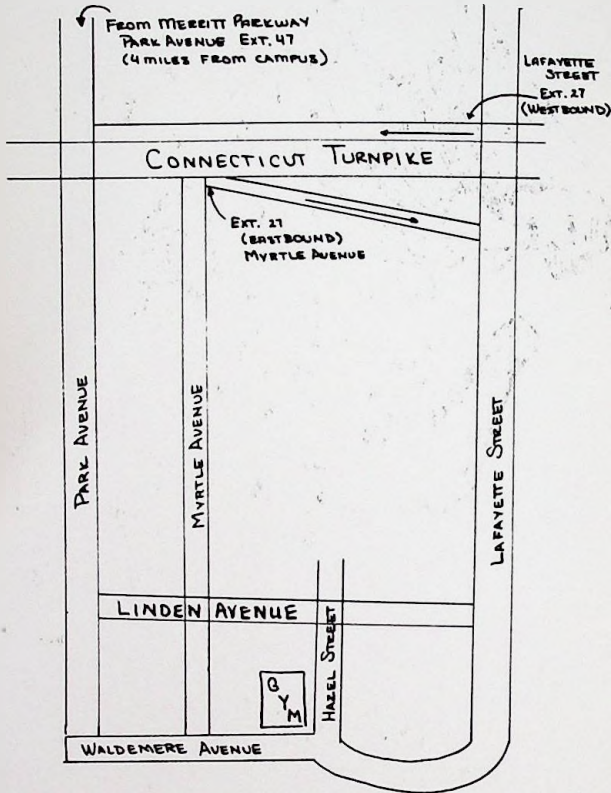 FROM MERRITT PARKWAY
PARK AVENUE EXT. 47
(4 MILES FROM CAMPUS)
LAFAYETTE
STREET
EXT. 27
(WESTBOUND)
CONNECTICUT TURNPIKE
EXT. 27
(EASTBOUND)
MYRTLE AVENUE
PARK AVENUE
MYRTLE AVENUE
LAFAYETTE STREET
LINDEN AVENUE
HAZEL STREET
GYM
WALDEMERE AVENUE